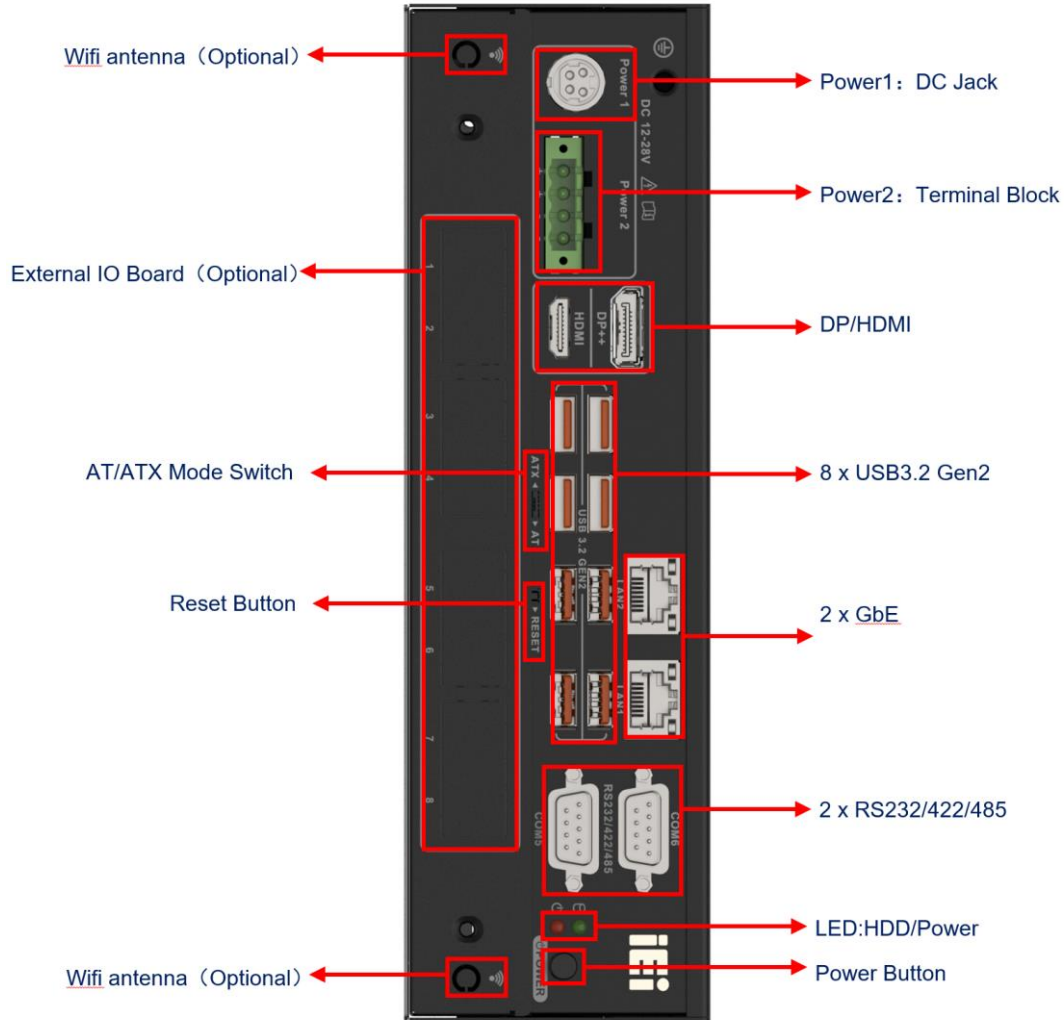 Wifi antenna（Optional）
External IO Board（Optional）
AT/ATX Mode Switch
Reset Button
Wifi antenna（Optional）
Power 1
DC 12-28V
Power 2
HDMI
DP++
1
2
3
4
5
6
7
8
ATX ◄ ► AT
► RESET
USB 3.2 GEN2
LAN2
LAN1
COM5
RS232/422/485
COM6
POWER
iEi
Power1：DC Jack
Power2：Terminal Block
DP/HDMI
8 x USB3.2 Gen2
2 x GbE
2 x RS232/422/485
LED:HDD/Power
Power Button